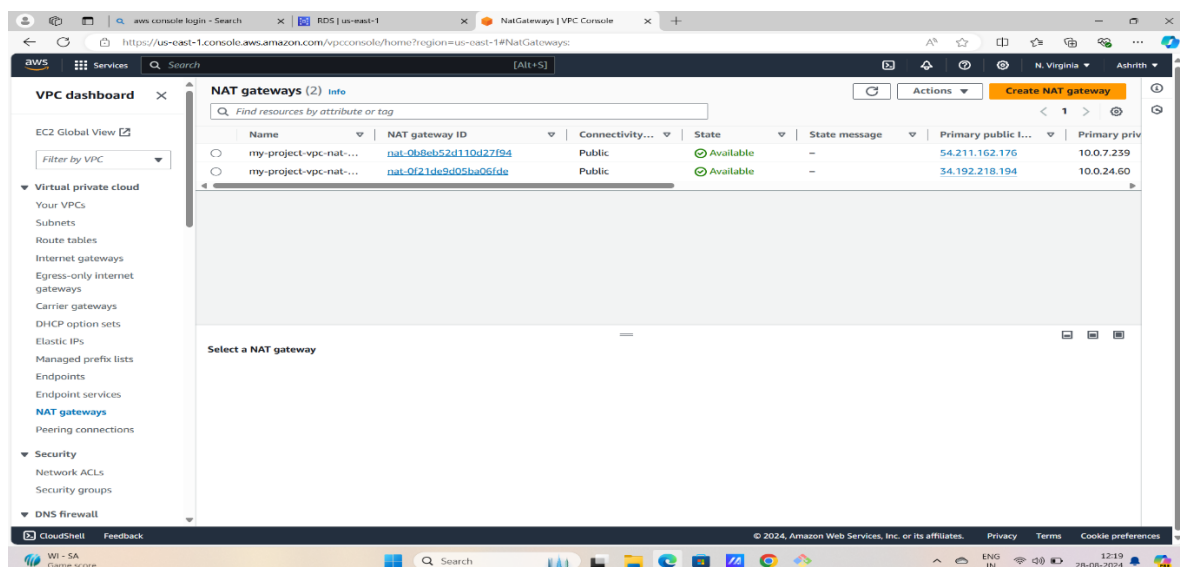 aws console login - Search
RDS | us-east-1
NatGateways | VPC Console
https://us-east-1.console.aws.amazon.com/vpcconsole/home?region=us-east-1#NatGateways:
aws Services Search [Alt+S] N. Virginia Ashrith
VPC dashboard
EC2 Global View
Filter by VPC
Virtual private cloud
Your VPCs
Subnets
Route tables
Internet gateways
Egress-only internet
gateways
Carrier gateways
DHCP option sets
Elastic IPs
Managed prefix lists
Endpoints
Endpoint services
NAT gateways
Peering connections
Security
Network ACLs
Security groups
DNS firewall
NAT gateways (2) Info
Actions Create NAT gateway
Find resources by attribute or tag
1
Name NAT gateway ID Connectivity... State State message Primary public I... Primary priv
my-project-vpc-nat-... nat-0b8eb52d110d27f94 Public Available – 54.211.162.176 10.0.7.239
my-project-vpc-nat-... nat-0f21de9d05ba06fde Public Available – 34.192.218.194 10.0.24.60
Select a NAT gateway
CloudShell Feedback © 2024, Amazon Web Services, Inc. or its affiliates. Privacy Terms Cookie preferences
WI - SA
Game score
Search
ENG
IN
12:19
28-08-2024